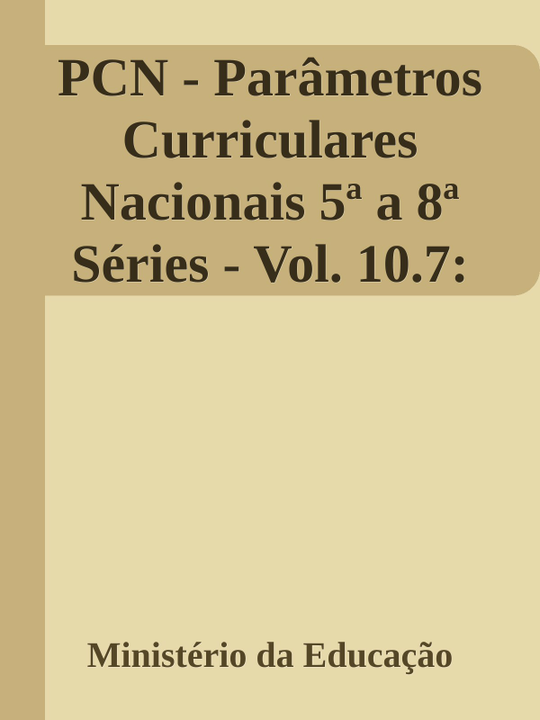 PCN - Parâmetros
Curriculares
Nacionais 5ª a 8ª
Séries - Vol. 10.7:
Ministério da Educação